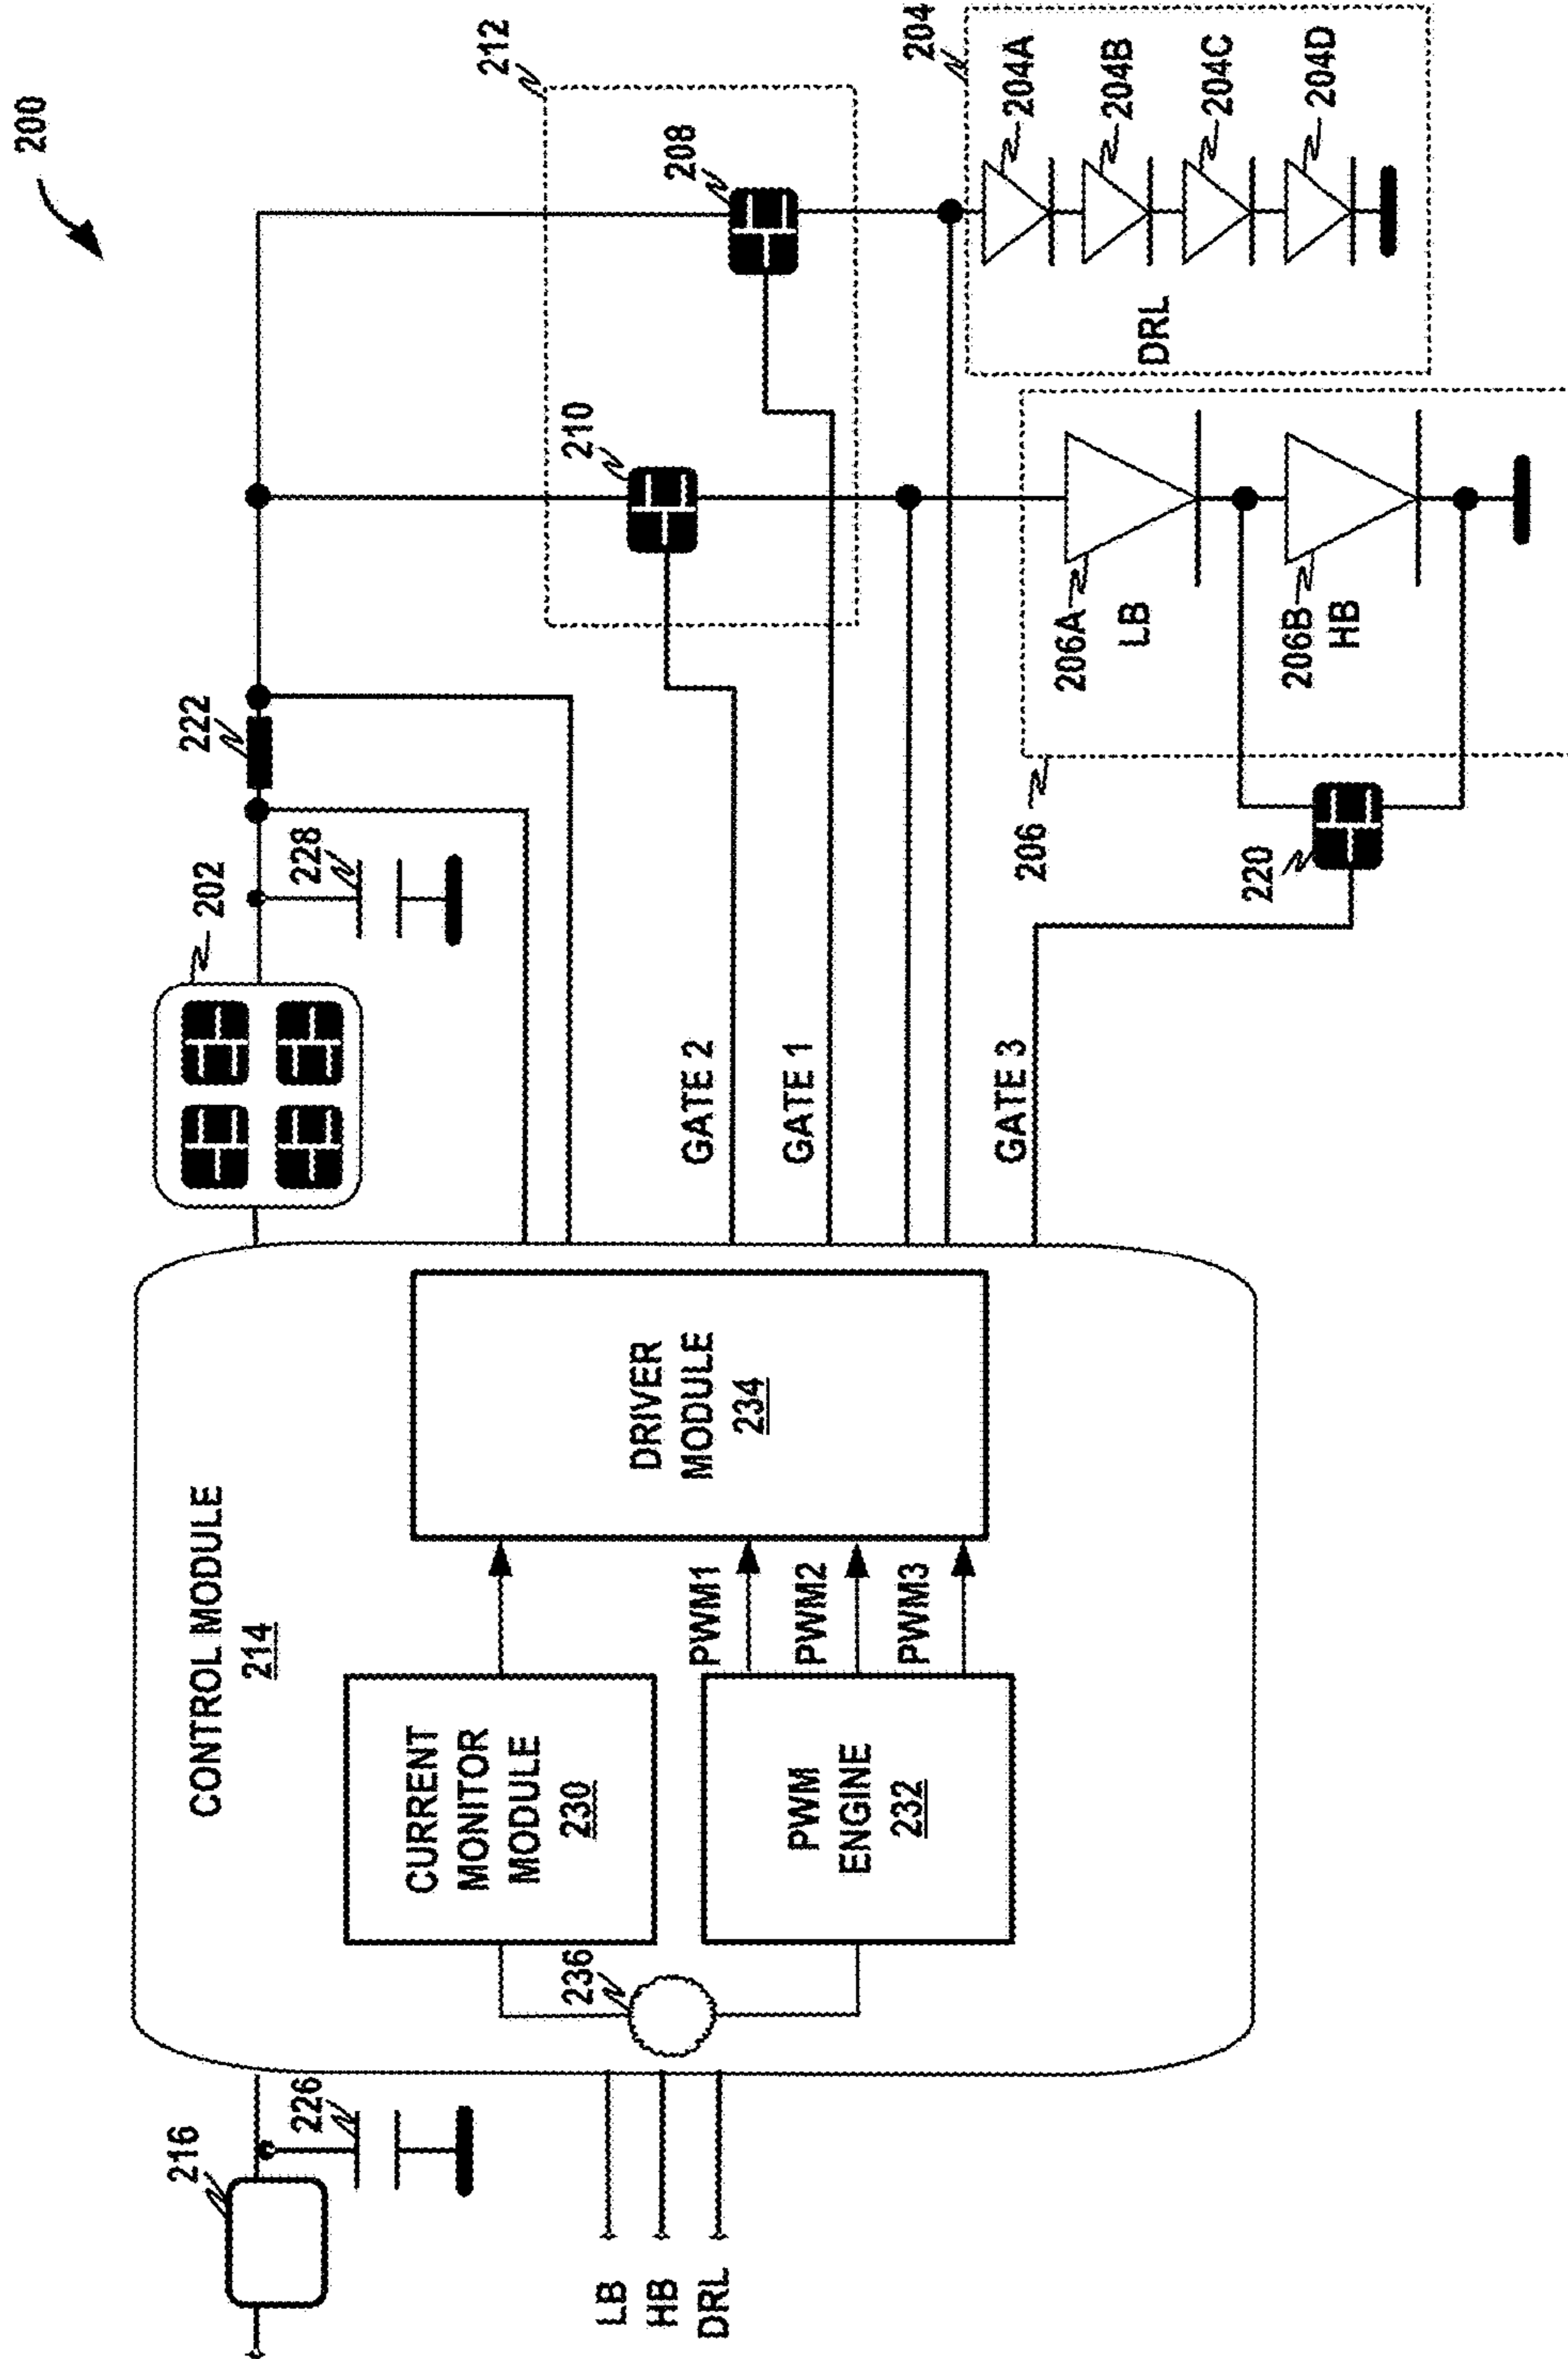 200
212
204
208
204A
204B
204C
204D
DRL
210
222
202
228
206A
LB
206B
HB
206
220
GATE 2
GATE 1
GATE 3
CONTROL MODULE
214
DRIVER
MODULE
234
CURRENT
MONITOR
MODULE
230
PWM
ENGINE
232
PWM1
PWM2
PWM3
236
216
226
LB
HB
DRL